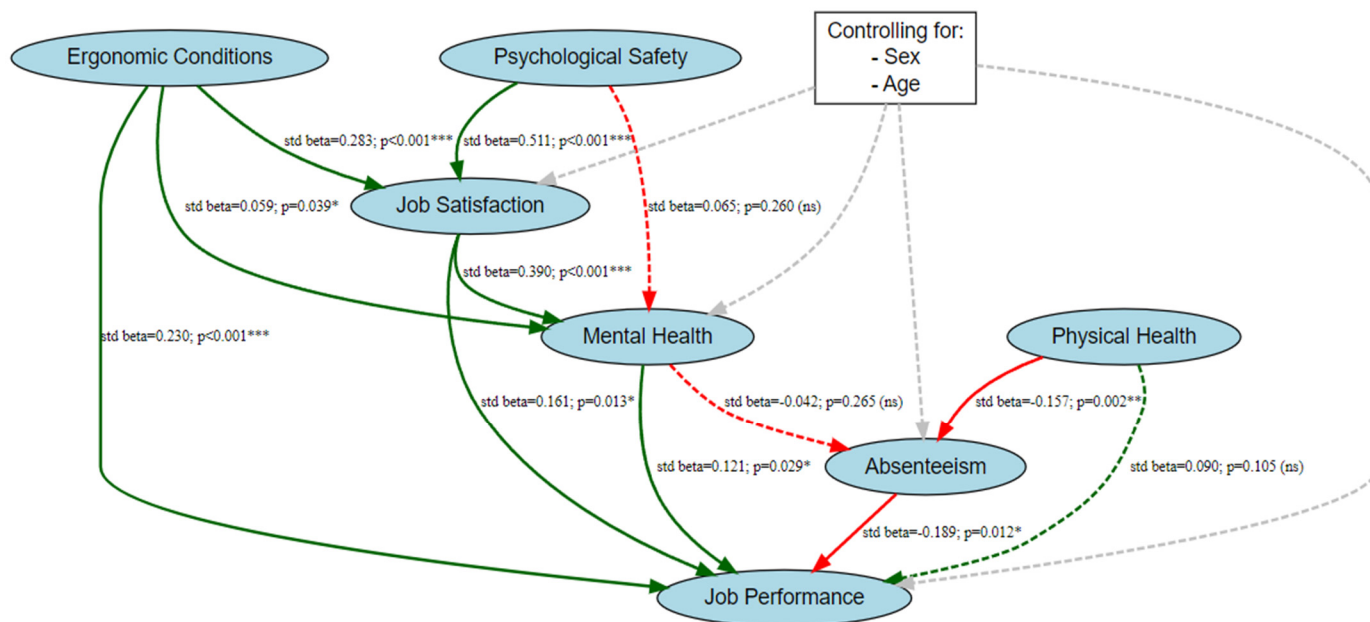 Ergonomic Conditions
Psychological Safety
Controlling for:
- Sex
- Age
std beta=0.283; p<0.001***
std beta=0.511; p<0.001***
Job Satisfaction
std beta=0.059; p=0.039*
std beta=0.065; p=0.260 (ns)
std beta=0.390; p<0.001***
Mental Health
Physical Health
std beta=0.230; p<0.001***
std beta=0.161; p=0.013*
std beta=-0.042; p=0.265 (ns)
std beta=-0.157; p=0.002**
Absenteeism
std beta=0.121; p=0.029*
std beta=0.090; p=0.105 (ns)
std beta=-0.189; p=0.012*
Job Performance